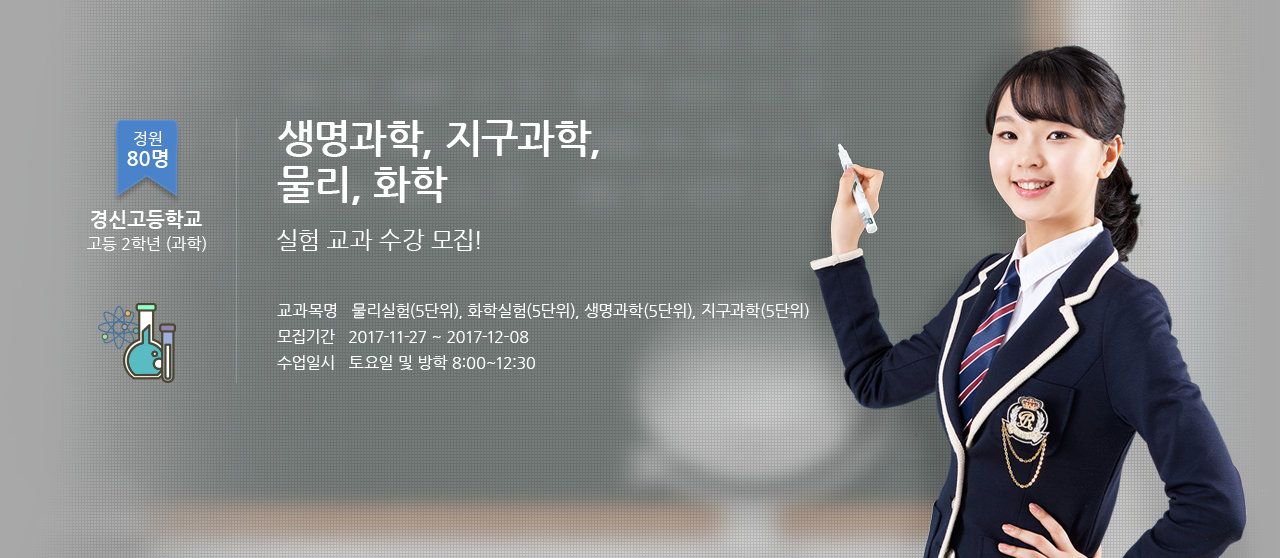 정원
80명
경신고등학교
고등 2학년 (과학)
생명과학, 지구과학,
물리, 화학
실험 교과 수강 모집!
교과목명 물리실험(5단위), 화학실험(5단위), 생명과학(5단위), 지구과학(5단위)
모집기간 2017-11-27 ~ 2017-12-08
수업일시 토요일 및 방학 8:00~12:30